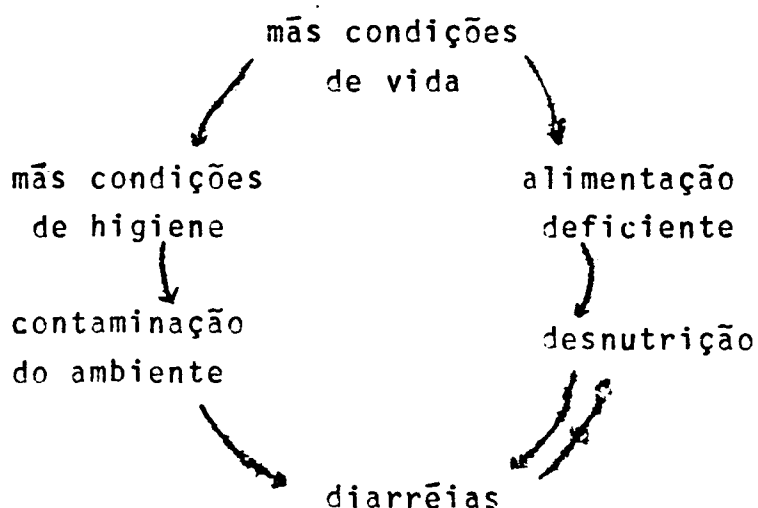 más condições
de vida
más condições
de higiene
alimentação
deficiente
contaminação
do ambiente
desnutrição
diarréias